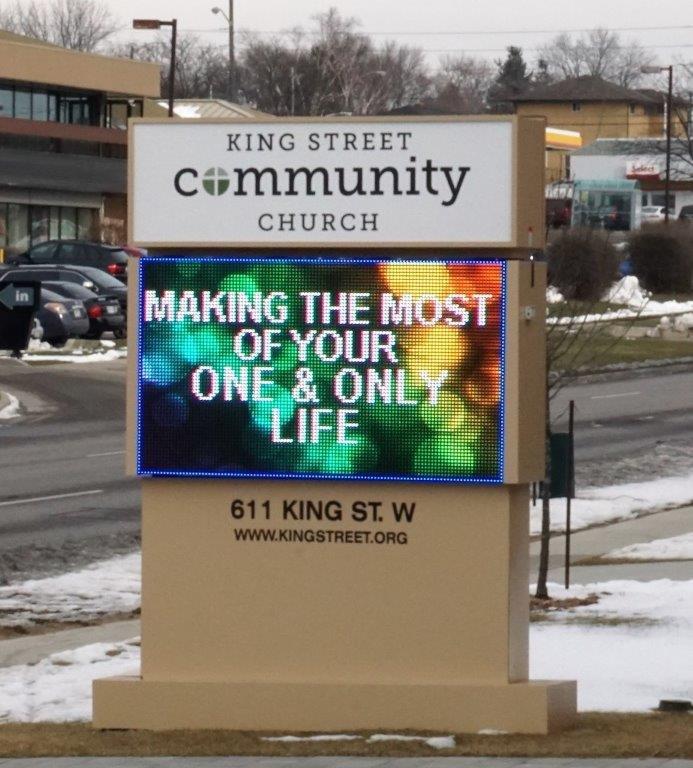 KING STREET
community
CHURCH
MAKING THE MOST
OF YOUR
ONE & ONLY
LIFE
611 KING ST. W
WWW.KINGSTREET.ORG
in
Select